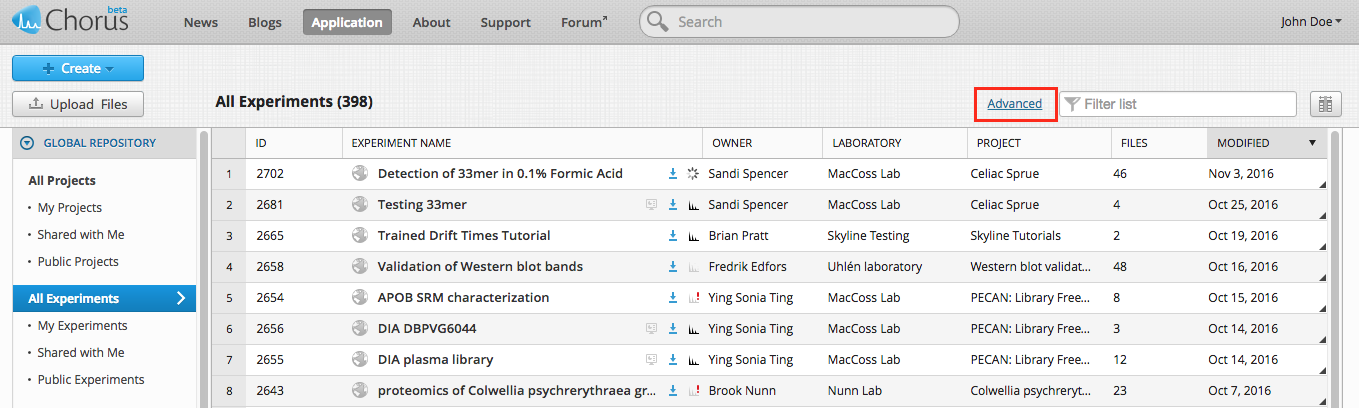 Chorus beta News Blogs Application About Support Forum Search John Doe
Create
Upload Files All Experiments (398) Advanced Filter list
GLOBAL REPOSITORY
All Projects
• My Projects
• Shared with Me
• Public Projects
All Experiments
• My Experiments
• Shared with Me
• Public Experiments
ID EXPERIMENT NAME OWNER LABORATORY PROJECT FILES MODIFIED
1 2702 Detection of 33mer in 0.1% Formic Acid Sandi Spencer MacCoss Lab Celiac Sprue 46 Nov 3, 2016
2 2681 Testing 33mer Sandi Spencer MacCoss Lab Celiac Sprue 4 Oct 25, 2016
3 2665 Trained Drift Times Tutorial Brian Pratt Skyline Testing Skyline Tutorials 2 Oct 19, 2016
4 2658 Validation of Western blot bands Fredrik Edfors Uhlén laboratory Western blot validat... 48 Oct 16, 2016
5 2654 APOB SRM characterization Ying Sonia Ting MacCoss Lab PECAN: Library Free... 8 Oct 15, 2016
6 2656 DIA DBPVG6044 Ying Sonia Ting MacCoss Lab PECAN: Library Free... 3 Oct 14, 2016
7 2655 DIA plasma library Ying Sonia Ting MacCoss Lab PECAN: Library Free... 12 Oct 14, 2016
8 2643 proteomics of Colwellia psychrerythraea gr... Brook Nunn Nunn Lab Colwellia psychreryt... 23 Oct 7, 2016